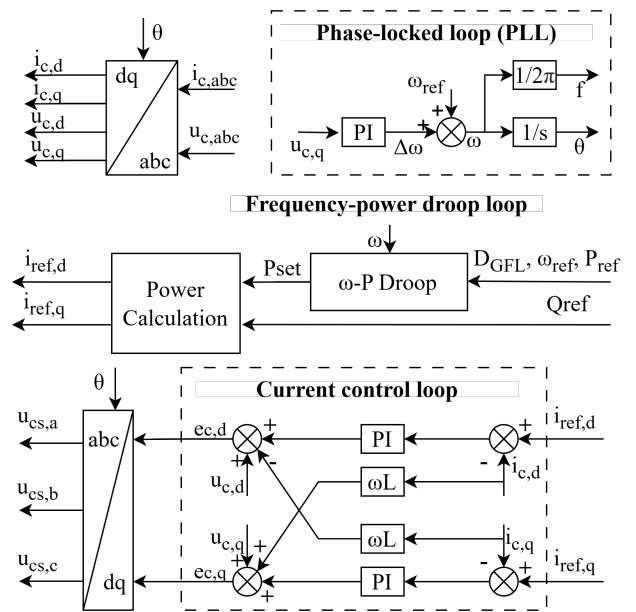 θ
Phase-locked loop (PLL)
i_c,d
dq
i_c,abc
i_c,q
u_c,d
u_c,abc
u_c,q
abc
ω_ref
+
+
1/2π
f
u_c,q
PI
Δω
ω
1/s
θ
Frequency-power droop loop
ω
i_ref,d
Pset
D_GFL, ω_ref, P_ref
Power
Calculation
ω-P Droop
i_ref,q
Qref
θ
Current control loop
u_cs,a
abc
e_c,d
+
PI
+
i_ref,d
-
+
-
i_c,d
u_c,d
ωL
u_cs,b
ωL
u_c,q
i_c,q
+
+
-
u_cs,c
dq
e_c,q
+
PI
+
i_ref,q